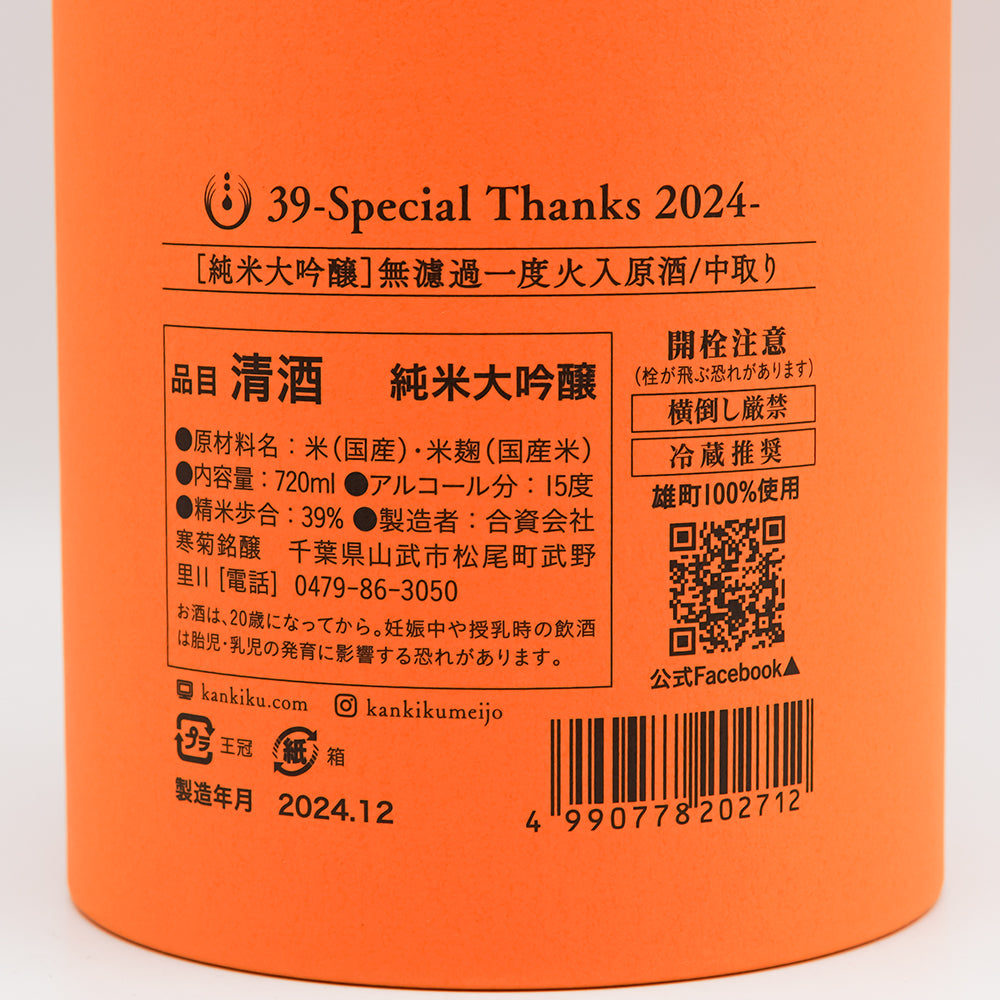 39-Special Thanks 2024-
[純米大吟醸]無濾過一度火入原酒/中取り
品目 清酒 純米大吟醸
●原材料名：米（国産）・米麹（国産米）
●内容量：720ml ●アルコール分：15度
●精米歩合：39% ●製造者：合資会社
寒菊銘醸 千葉県山武市松尾町武野
里11 [電話] 0479-86-3050
お酒は、20歳になってから。妊娠中や授乳時の飲酒
は胎児・乳児の発育に影響する恐れがあります。
開栓注意
（栓が飛ぶ恐れがあります）
横倒し厳禁
冷蔵推奨
雄町100%使用
公式Facebook▲
kankiku.com kankikumeijo
プラ 王冠 紙 箱
製造年月 2024.12
4 990778 202712